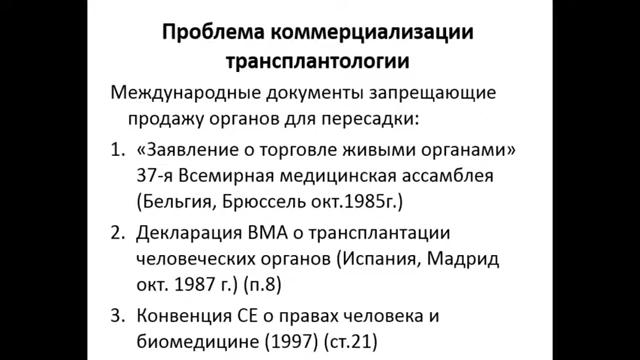 Проблема коммерциализации
трансплантологии
Международные документы запрещающие
продажу органов для пересадки:
1. «Заявление о торговле живыми органами»
37-я Всемирная медицинская ассамблея
(Бельгия, Брюссель окт.1985г.)
2. Декларация ВМА о трансплантации
человеческих органов (Испания, Мадрид
окт. 1987 г.) (п.8)
3. Конвенция СЕ о правах человека и
биомедицине (1997) (ст.21)